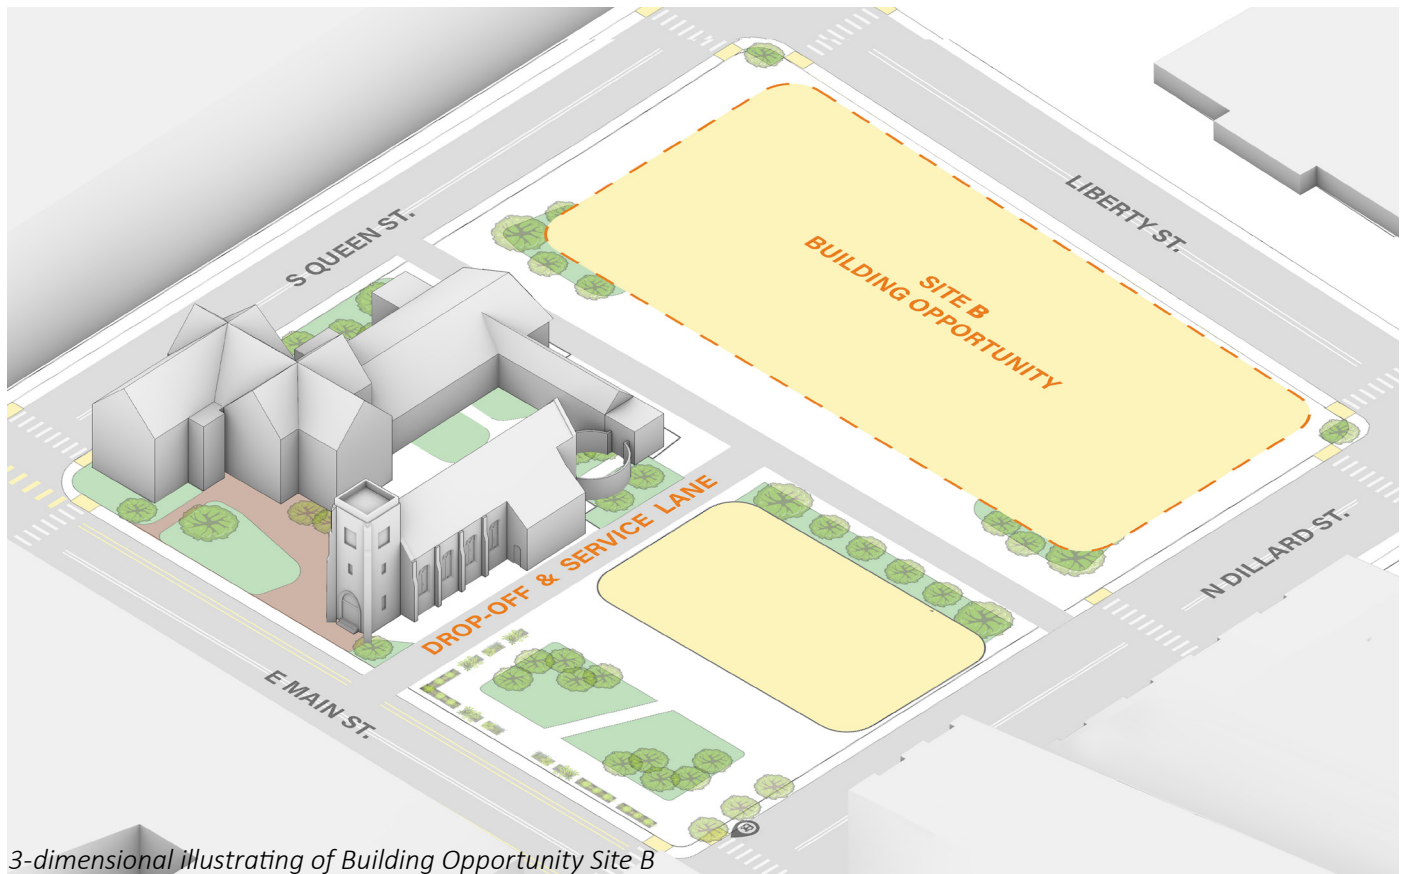 S QUEEN ST.
LIBERTY ST.
SITE B
BUILDING OPPORTUNITY
DROP-OFF & SERVICE LANE
N DILLARD ST.
E MAIN ST.
3-dimensional illustrating of Building Opportunity Site B